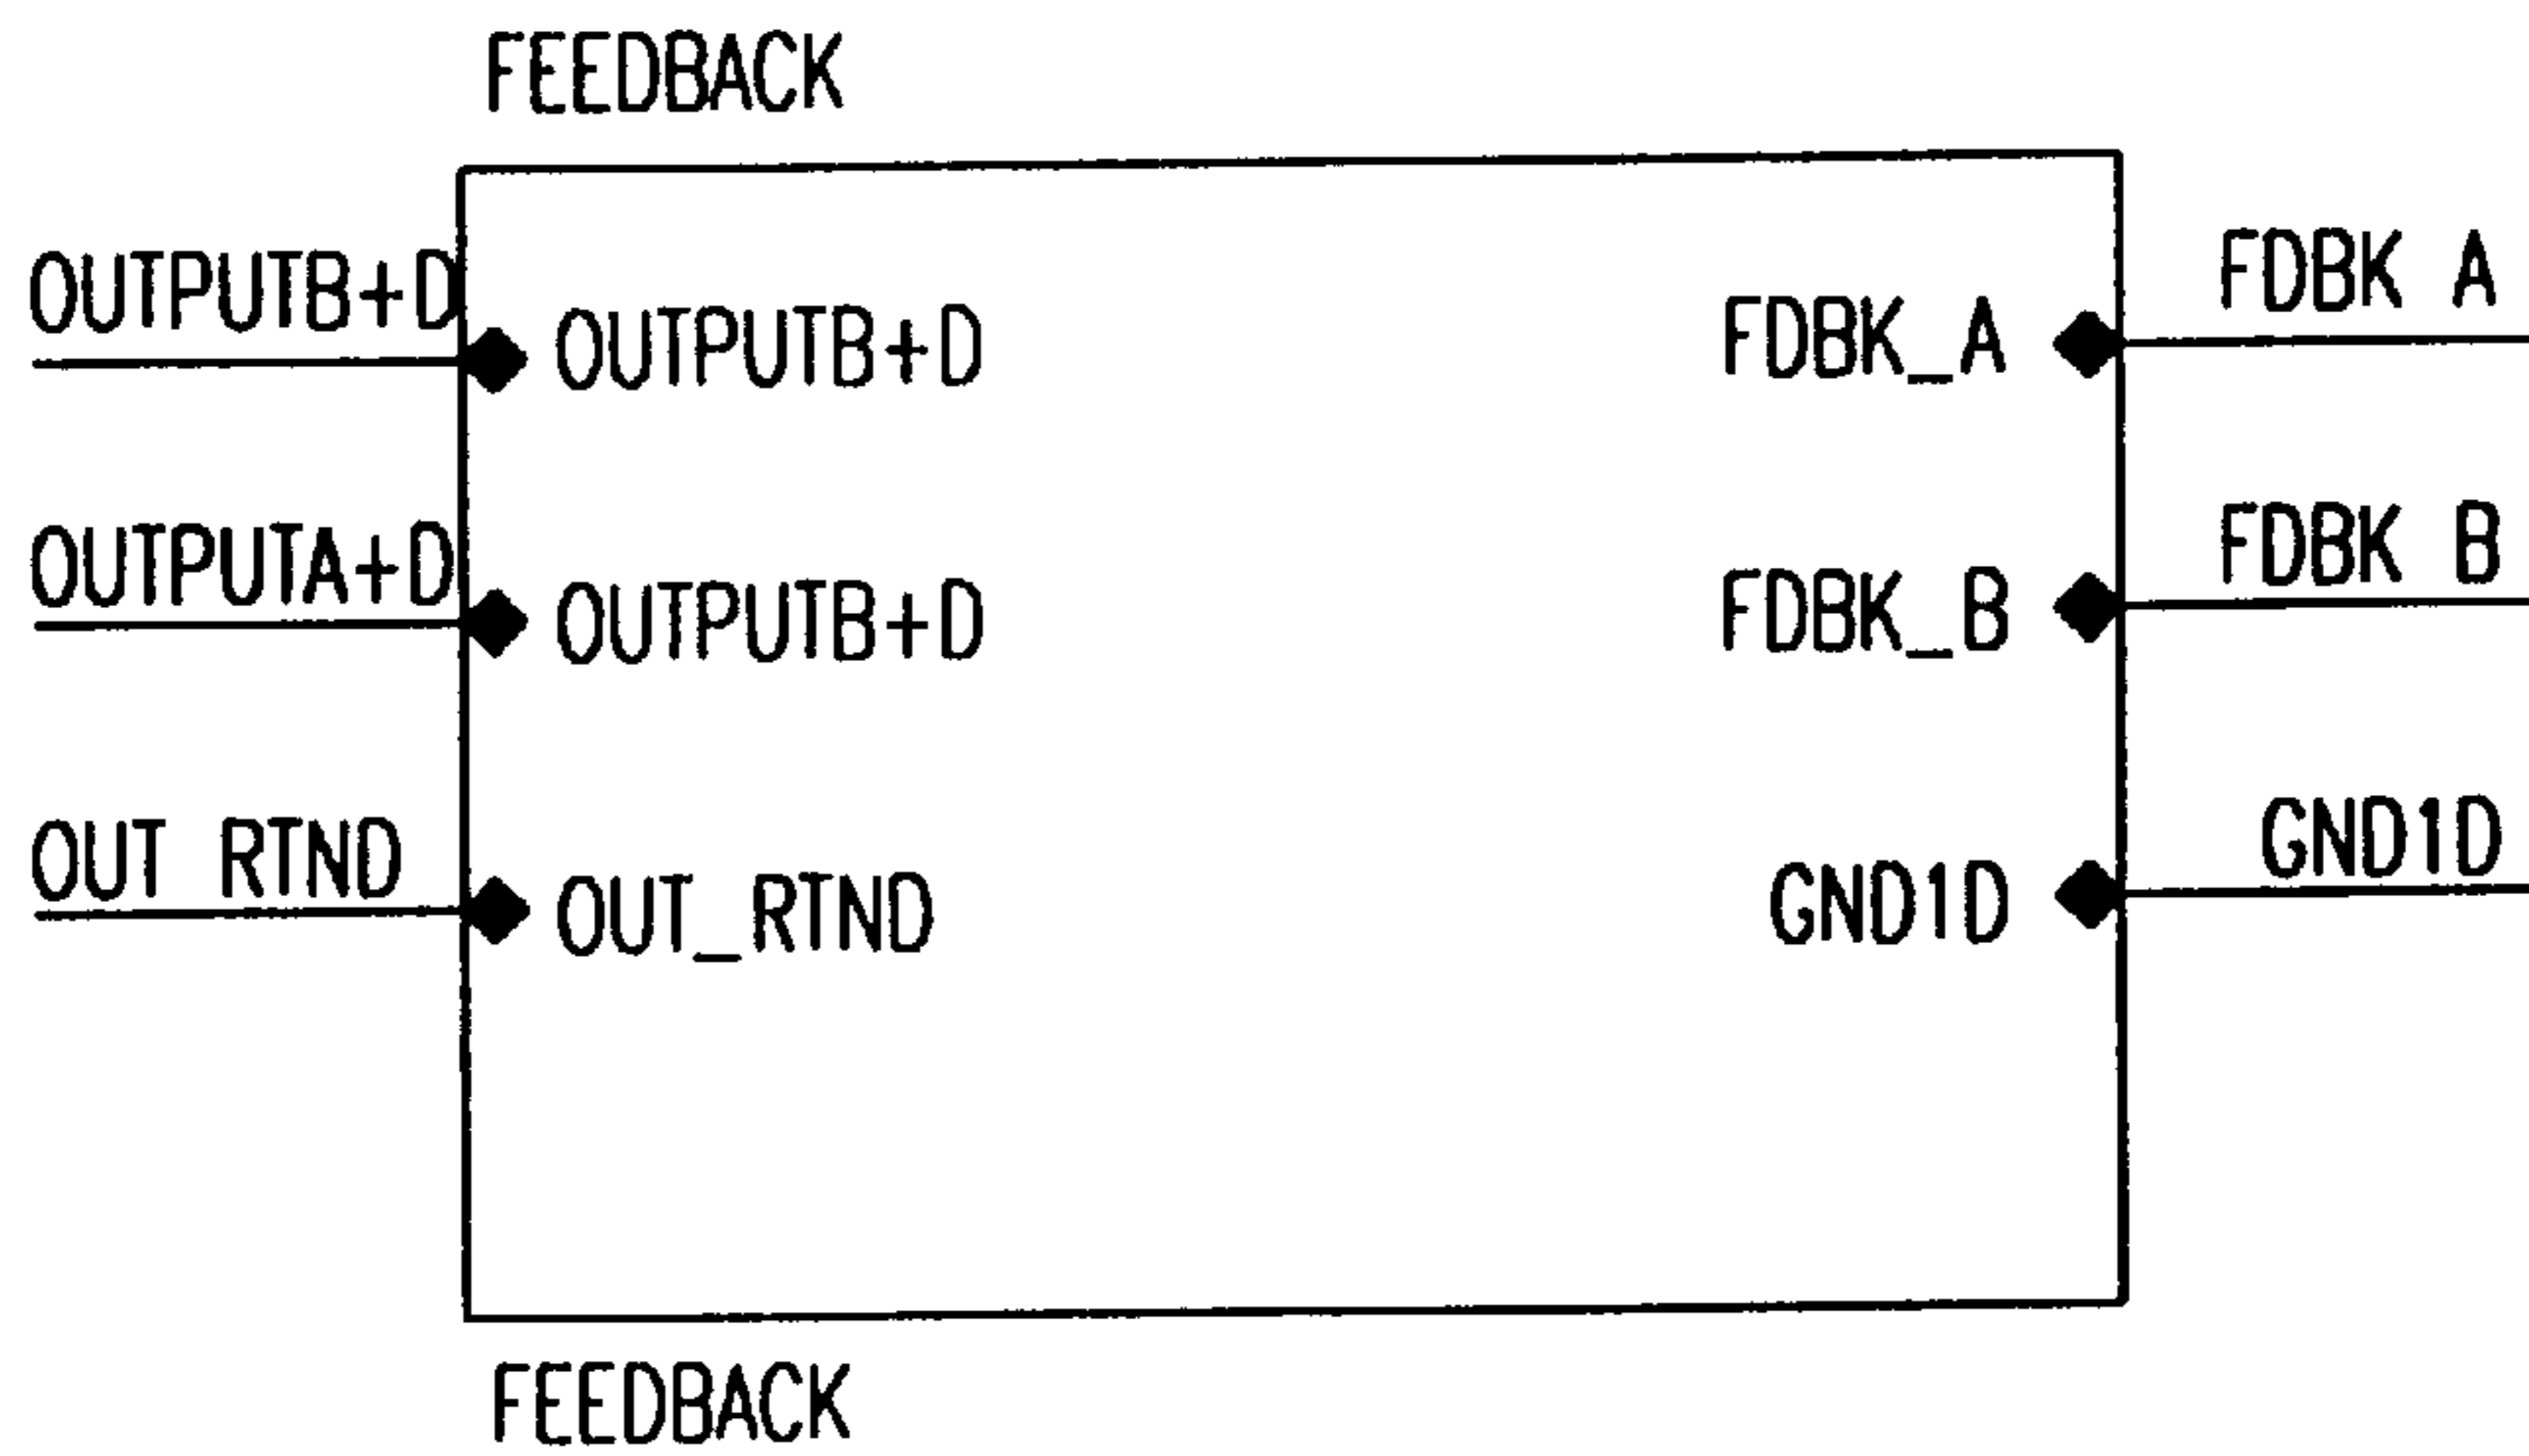 FEEDBACK
OUTPUTB+D
OUTPUTB+D
FDBK_A
FDBK A
OUTPUTA+D
OUTPUTB+D
FDBK_B
FDBK B
OUT RTND
OUT_RTND
GND1D
GND1D
FEEDBACK